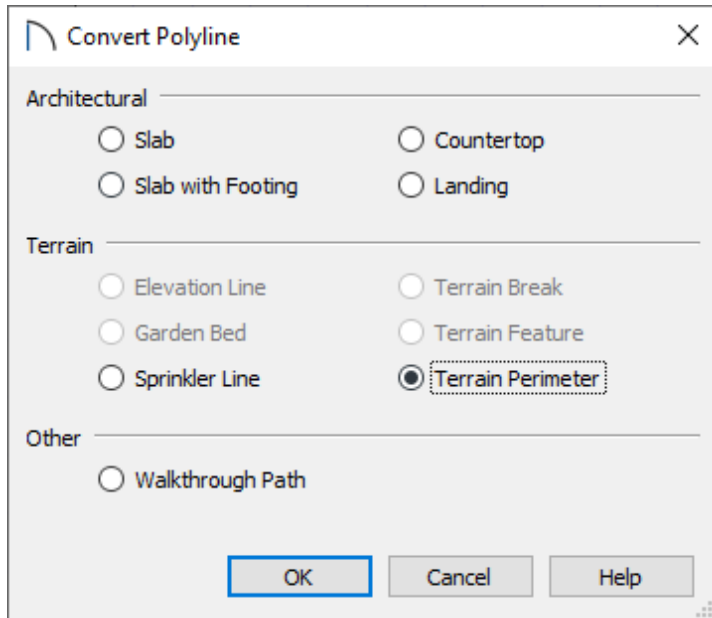 Convert Polyline
Architectural
Slab
Countertop
Slab with Footing
Landing
Terrain
Elevation Line
Terrain Break
Garden Bed
Terrain Feature
Sprinkler Line
Terrain Perimeter
Other
Walkthrough Path
OK
Cancel
Help